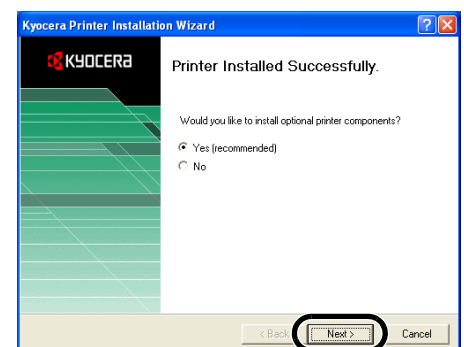 Kyocera Printer Installation Wizard
KYOCERA
Printer Installed Successfully.
Would you like to install optional printer components?
Yes (recommended)
No
< Back
Next >
Cancel